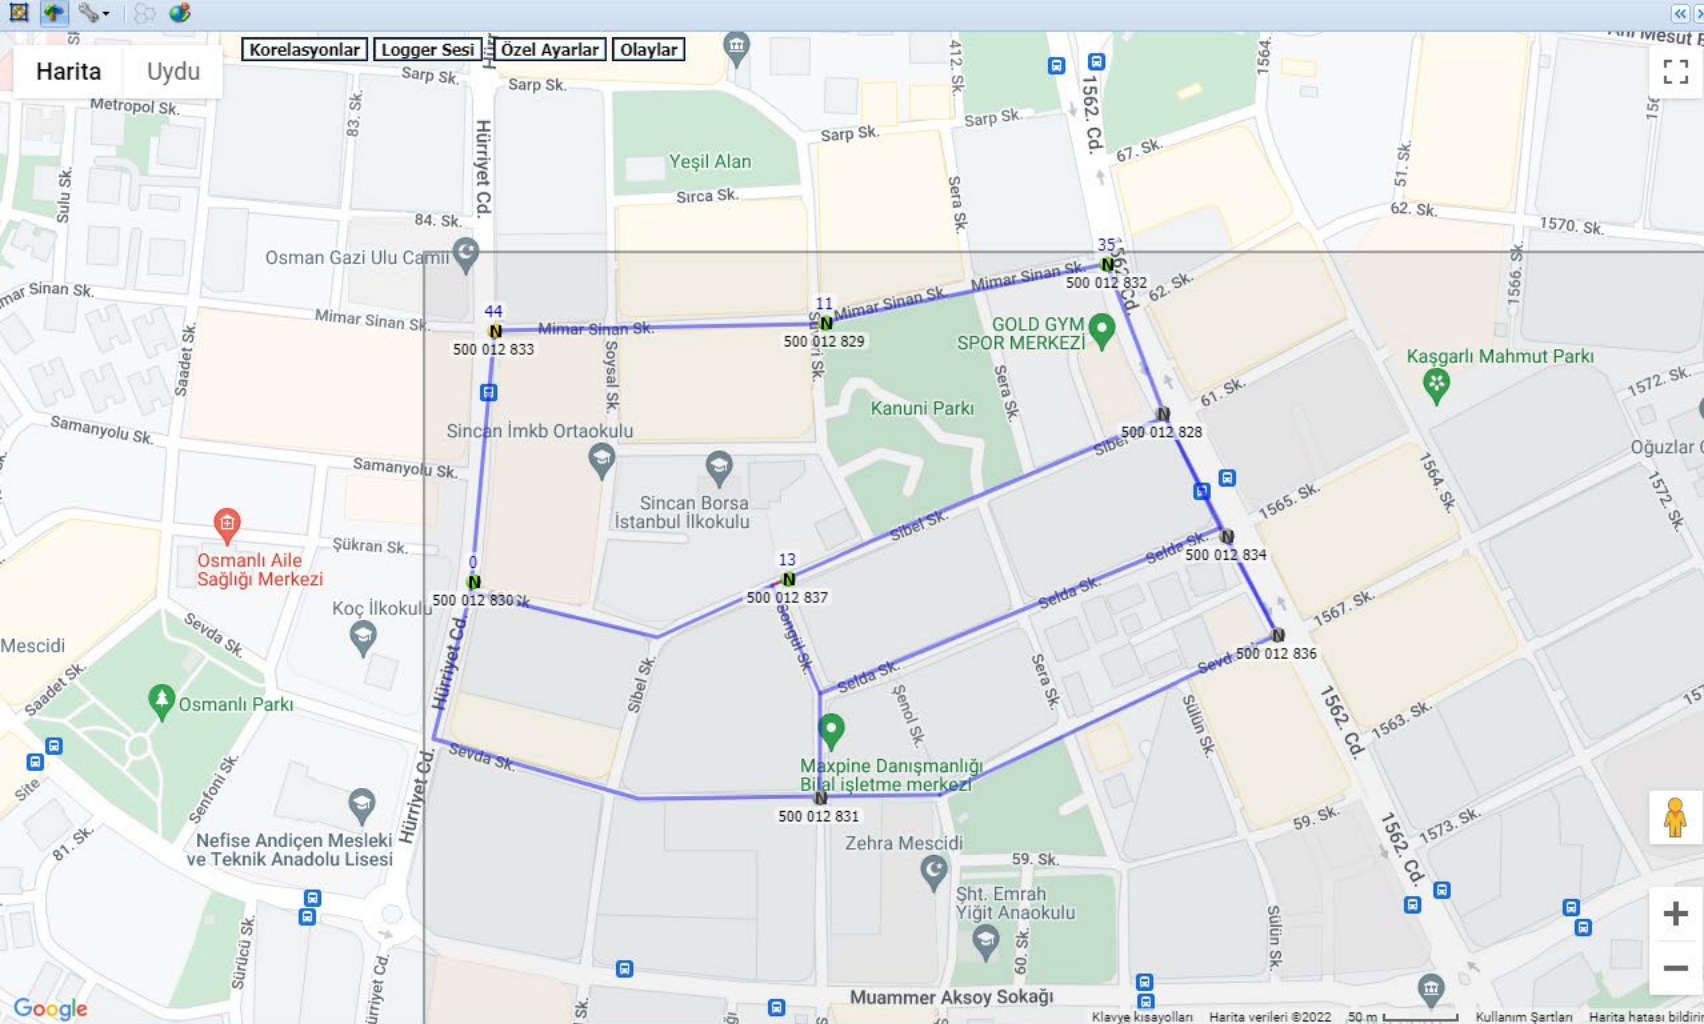 Korelasyonlar
Logger Sesi
Özel Ayarlar
Olaylar
Harita
Uydu
Sarp Sk.
Sarp Sk.
Metropol Sk.
83. Sk.
Hürriyet Cd.
Yeşil Alan
Sırca Sk.
Sarp Sk.
Sarp Sk.
412. Sk.
1562. Cd.
1564.
67. Sk.
51. Sk.
62. Sk.
1570. Sk.
1566. Sk.
Sulu Sk.
84. Sk.
Sera Sk.
Osman Gazi Ulu Camii
Mimar Sinan Sk.
44
500 012 833
Mimar Sinan Sk.
11
500 012 829
Mimar Sinan Sk.
Mimar Sinan Sk.
35
500 012 832
62. Sk.
GOLD GYM
SPOR MERKEZİ
Kaşgarlı Mahmut Parkı
1572. Sk.
Saadet Sk.
Soysal Sk.
Sera Sk.
61. Sk.
Kanuni Parkı
Samanyolu Sk.
Sincan İmkb Ortaokulu
500 012 828
Samanyolu Sk.
Sincan Borsa
İstanbul İlkokulu
1565. Sk.
1564. Sk.
1572. Sk.
Osmanlı Aile
Sağlığı Merkezi
Şükran Sk.
Sibel Sk.
Selda Sk.
500 012 834
0
500 012 830
13
500 012 837
Selda Sk.
Koç İlkokulu
1567. Sk.
Mescidi
Sevda Sk.
Hürriyet Cd.
Songül Sk.
500 012 836
Saadet Sk.
Osmanlı Parkı
Sibel Sk.
Selda Sk.
Şenol Sk.
Sera Sk.
Sülün Sk.
1562. Cd.
1563. Sk.
Sevda Sk.
Maxpine Danışmanlığı
Bilal işletme merkezi
500 012 831
Site
Senfoni Sk.
Hürriyet Cd.
Nefise Andiçen Mesleki
ve Teknik Anadolu Lisesi
81. Sk.
Zehra Mescidi
59. Sk.
59. Sk.
1573. Sk.
1562. Cd.
Şht. Emrah
Yiğit Anaokulu
Sürücü Sk.
60. Sk.
Sülün Sk.
Muammer Aksoy Sokağı
Google
Klavye kısayolları
Harita verileri ©2022
50 m
Kullanım Şartları
Harita hatası bildirin